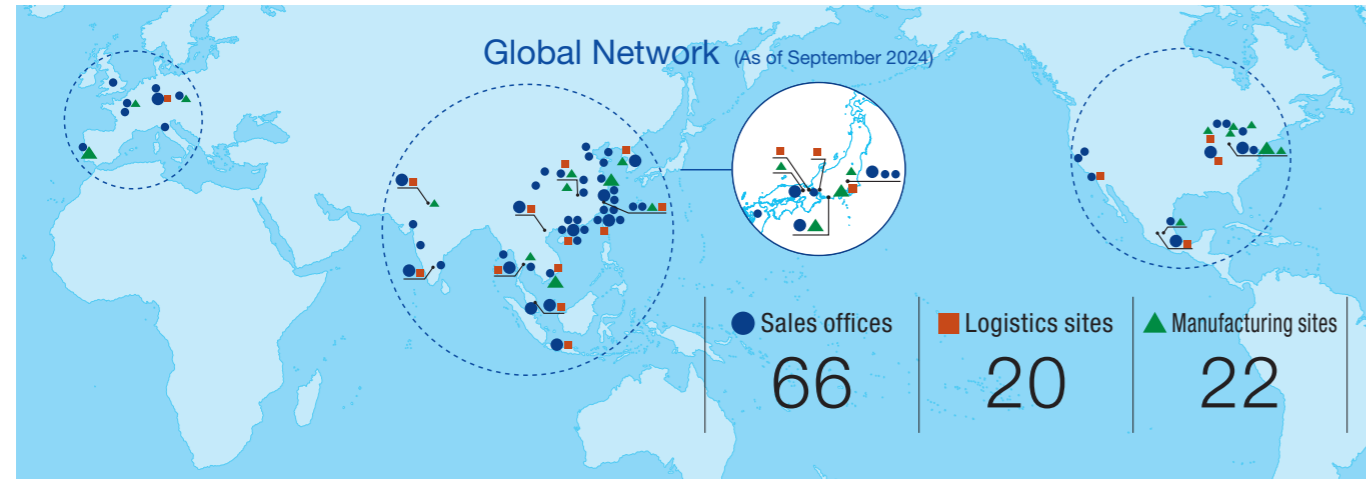 Global Network (As of September 2024)
Sales offices
66
Logistics sites
20
Manufacturing sites
22